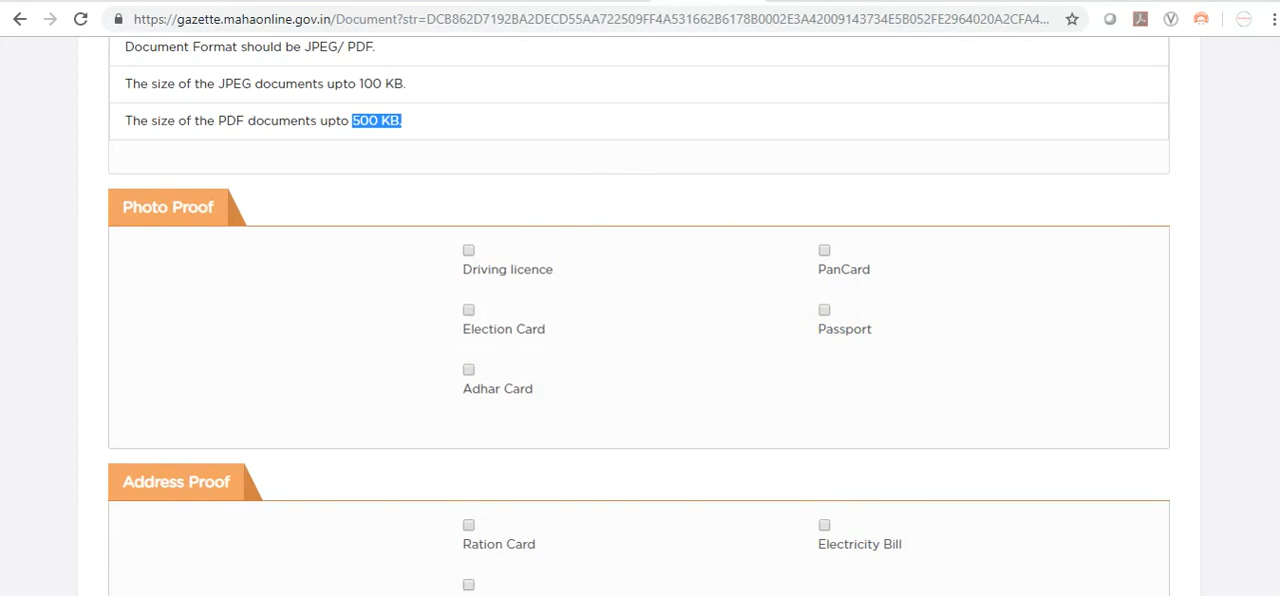 https://gazette.mahaonline.gov.in/Document?str=DCB862D7192BA2DECD55AA722509FF4A531662B6178B0002E3A42009143734E5B052FE2964020A2CFA4...
Document Format should be JPEG/ PDF.
The size of the JPEG documents upto 100 KB.
The size of the PDF documents upto 500 KB.
Photo Proof
Driving licence
PanCard
Election Card
Passport
Adhar Card
Address Proof
Ration Card
Electricity Bill